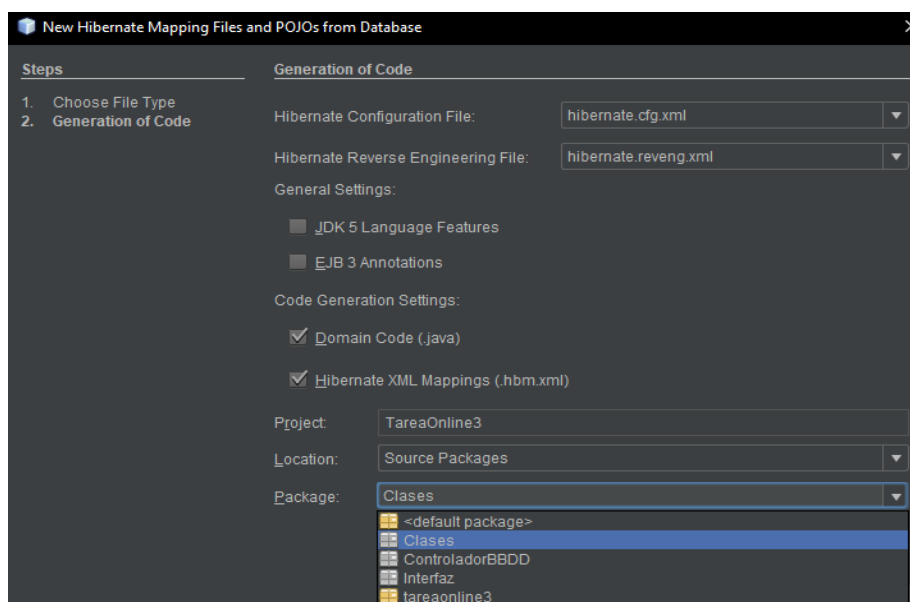 New Hibernate Mapping Files and POJOs from Database
Steps
1. Choose File Type
2. Generation of Code
Generation of Code
Hibernate Configuration File: hibernate.cfg.xml
Hibernate Reverse Engineering File: hibernate.reveng.xml
General Settings:
JDK 5 Language Features
EJB 3 Annotations
Code Generation Settings:
Domain Code (.java)
Hibernate XML Mappings (.hbm.xml)
Project: TareaOnline3
Location: Source Packages
Package: Clases
<default package>
Clases
ControladorBBDD
Interfaz
tareaonline3